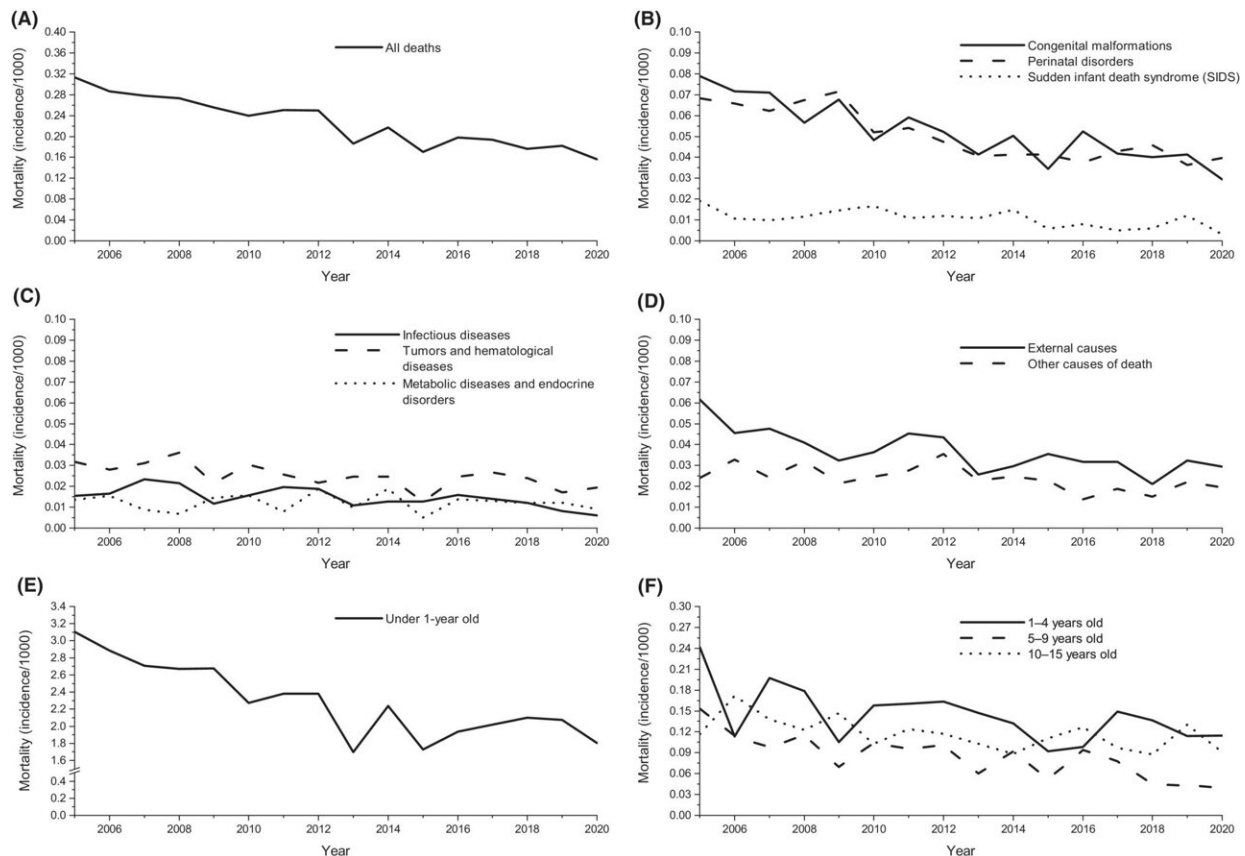 (A)
Mortality (incidence/1000)
0.40
0.36
0.32
0.28
0.24
0.20
0.16
0.12
0.08
0.04
0.00
All deaths
2006 2008 2010 2012 2014 2016 2018 2020
Year
(B)
Mortality (incidence/1000)
0.10
0.09
0.08
0.07
0.06
0.05
0.04
0.03
0.02
0.01
0.00
Congenital malformations
Perinatal disorders
Sudden infant death syndrome (SIDS)
2006 2008 2010 2012 2014 2016 2018 2020
Year
(C)
Mortality (incidence/1000)
0.10
0.09
0.08
0.07
0.06
0.05
0.04
0.03
0.02
0.01
0.00
Infectious diseases
Tumors and hematological
diseases
Metabolic diseases and endocrine
disorders
2006 2008 2010 2012 2014 2016 2018 2020
Year
(D)
Mortality (incidence/1000)
0.10
0.09
0.08
0.07
0.06
0.05
0.04
0.03
0.02
0.01
0.00
External causes
Other causes of death
2006 2008 2010 2012 2014 2016 2018 2020
Year
(E)
Mortality (incidence/1000)
3.4
3.2
3.0
2.8
2.6
2.4
2.2
2.0
1.8
1.6
0.4
0.2
0.0
Under 1-year old
2006 2008 2010 2012 2014 2016 2018 2020
Year
(F)
Mortality (incidence/1000)
0.30
0.27
0.24
0.21
0.18
0.15
0.12
0.09
0.06
0.03
0.00
1–4 years old
5–9 years old
10–15 years old
2006 2008 2010 2012 2014 2016 2018 2020
Year